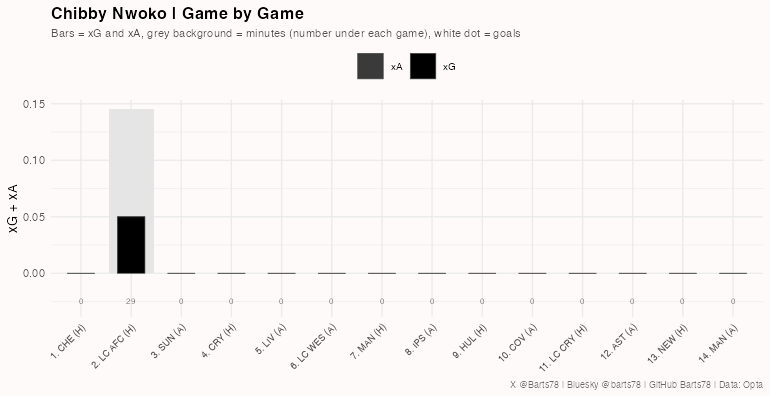 Chibby Nwoko | Game by Game
Bars = xG and xA, grey background = minutes (number under each game), white dot = goals
xA xG
xG + xA
0.15
0.10
0.05
0.00
0 29 0 0 0 0 0 0 0 0 0 0 0 0
1. CHE (H)
2. LC AFC (H)
3. SUN (A)
4. CRY (H)
5. LIV (A)
6. LC WES (A)
7. MAN (H)
8. IPS (A)
9. HUL (H)
10. COV (A)
11. LC CRY (H)
12. AST (A)
13. NEW (H)
14. MAN (A)
X @Barts78 | Bluesky @barts78 | GitHub Barts78 | Data: Opta